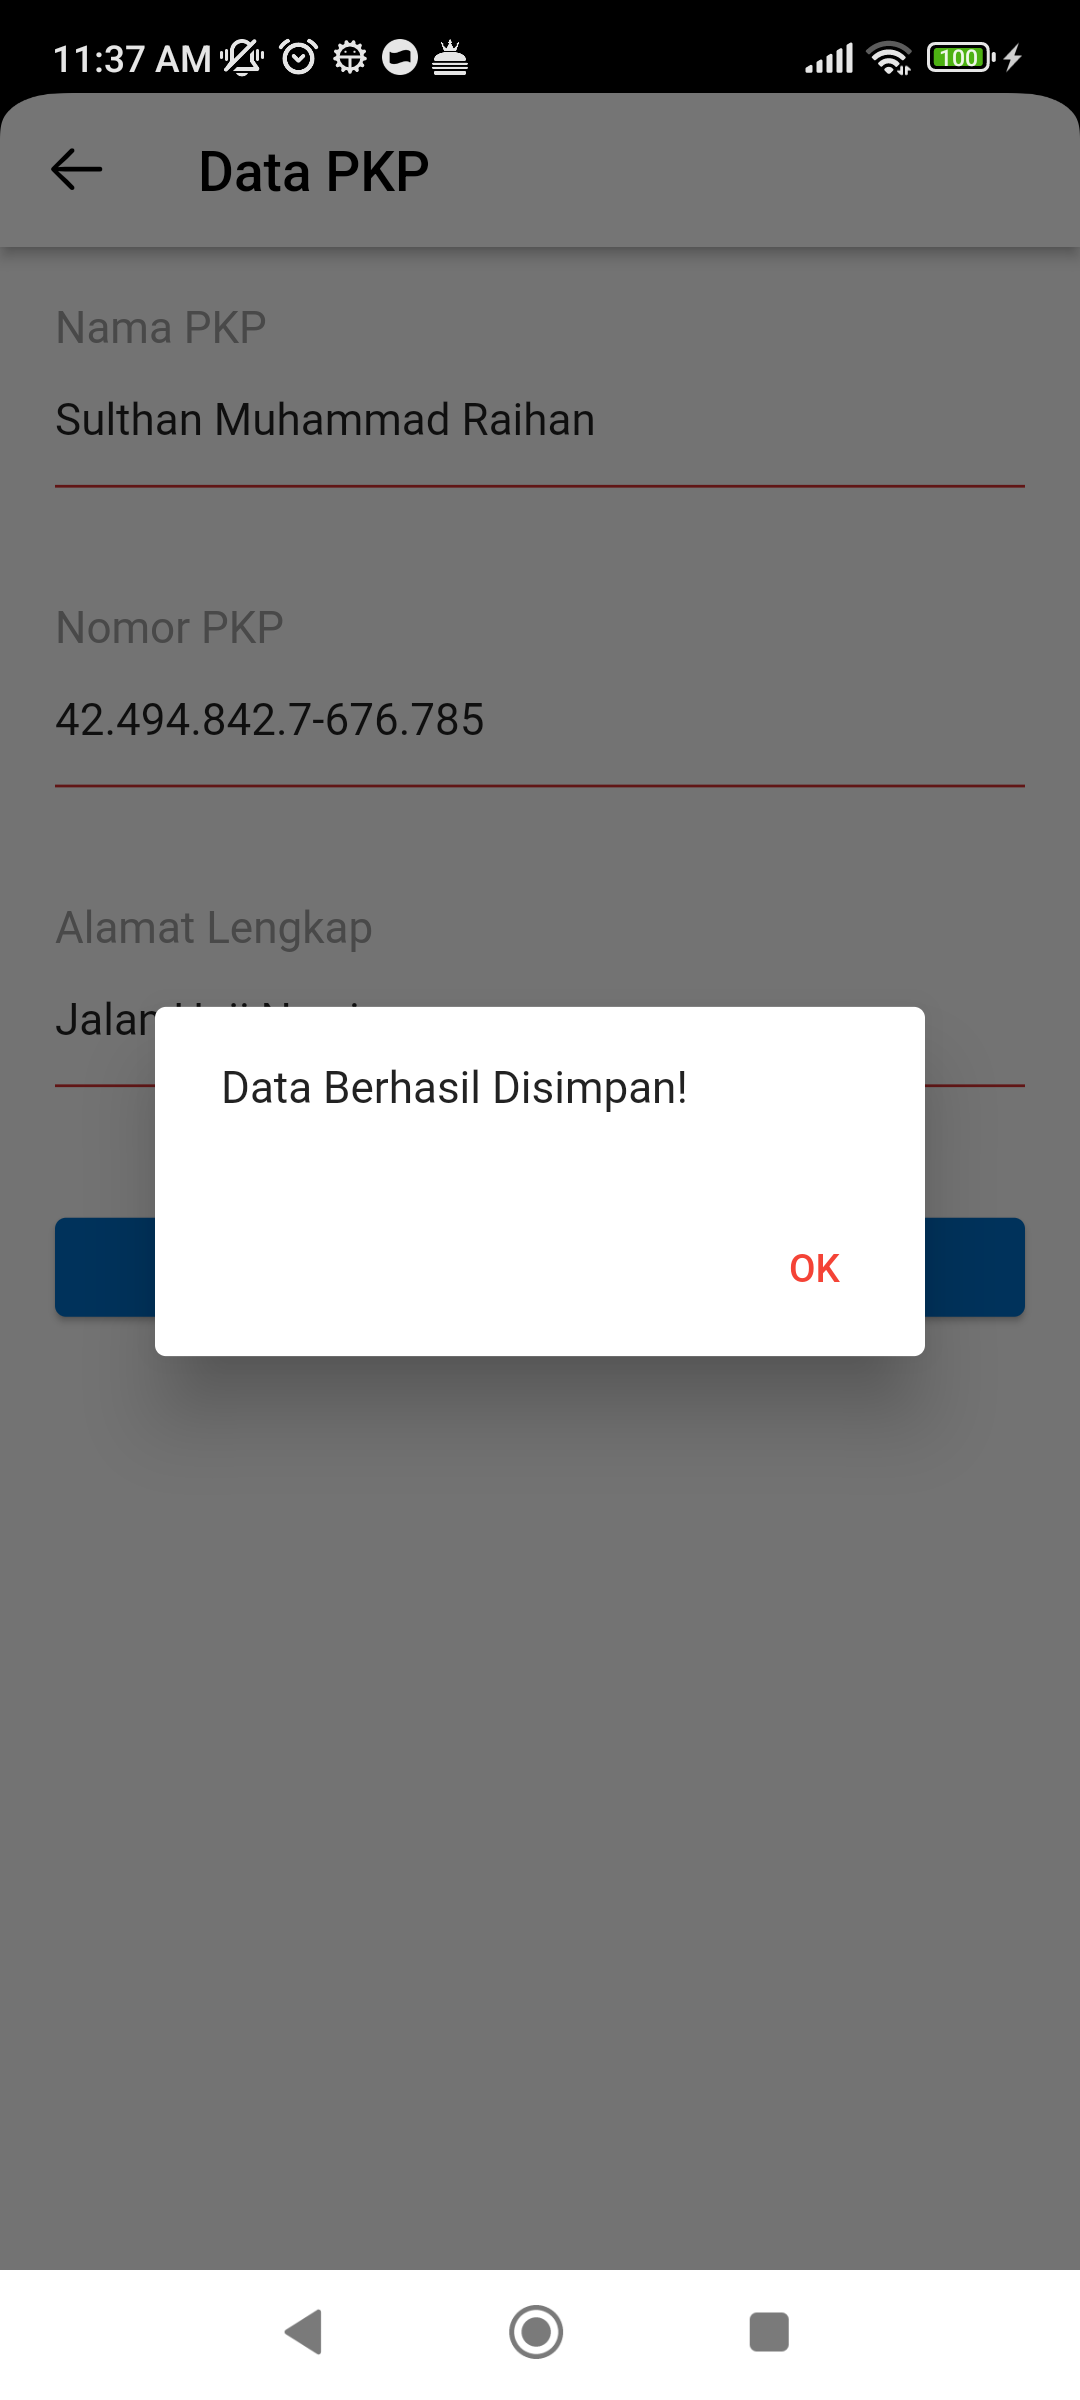 11:37 AM
100
Data PKP
Nama PKP
Sulthan Muhammad Raihan
Nomor PKP
42.494.842.7-676.785
Alamat Lengkap
Jalan
Data Berhasil Disimpan!
OK